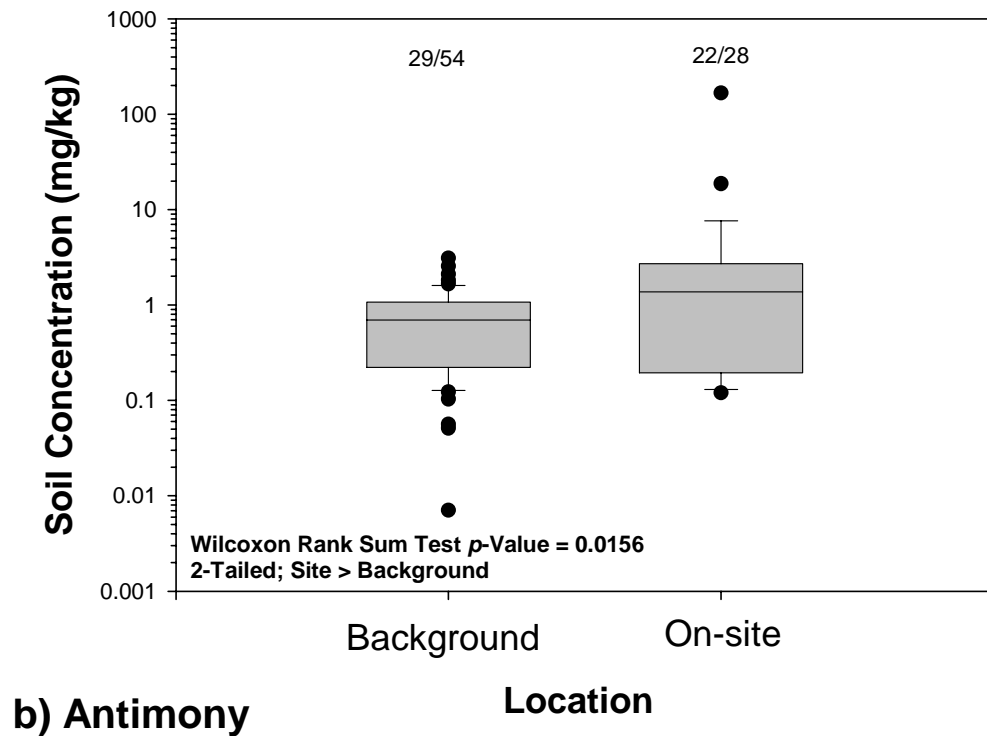 1000
29/54
22/28
100
10
1
0.1
0.01
0.001
Soil Concentration (mg/kg)
Wilcoxon Rank Sum Test p-Value = 0.0156
2-Tailed; Site > Background
Background
On-site
Location
b) Antimony